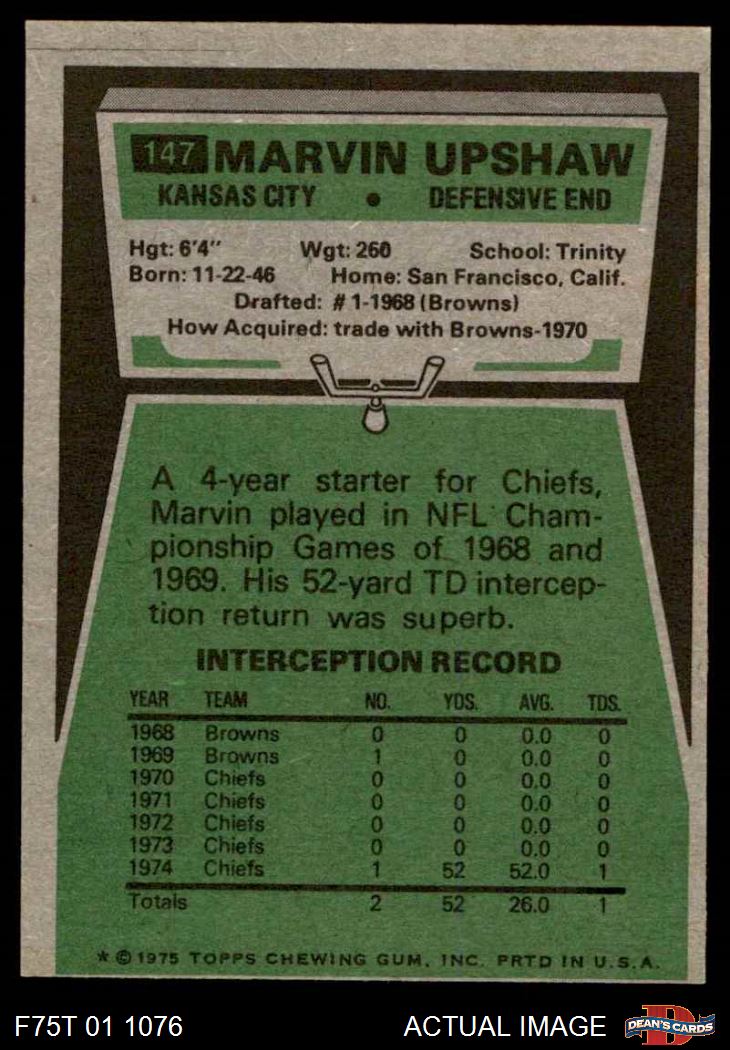 147 MARVIN UPSHAW
KANSAS CITY • DEFENSIVE END
Hgt: 6'4" Wgt: 260 School: Trinity
Born: 11-22-46 Home: San Francisco, Calif.
Drafted: #1-1968 (Browns)
How Acquired: trade with Browns-1970
A 4-year starter for Chiefs,
Marvin played in NFL Cham-
pionship Games of 1968 and
1969. His 52-yard TD intercep-
tion return was superb.
INTERCEPTION RECORD
YEAR TEAM NO. YDS. AVG. TDS.
1968 Browns 0 0 0.0 0
1969 Browns 1 0 0.0 0
1970 Chiefs 0 0 0.0 0
1971 Chiefs 0 0 0.0 0
1972 Chiefs 0 0 0.0 0
1973 Chiefs 0 0 0.0 0
1974 Chiefs 1 52 52.0 1
Totals 2 52 26.0 1
* © 1975 TOPPS CHEWING GUM, INC. PRTD IN U.S.A.
F75T 01 1076 ACTUAL IMAGE D DEAN'S CARDS